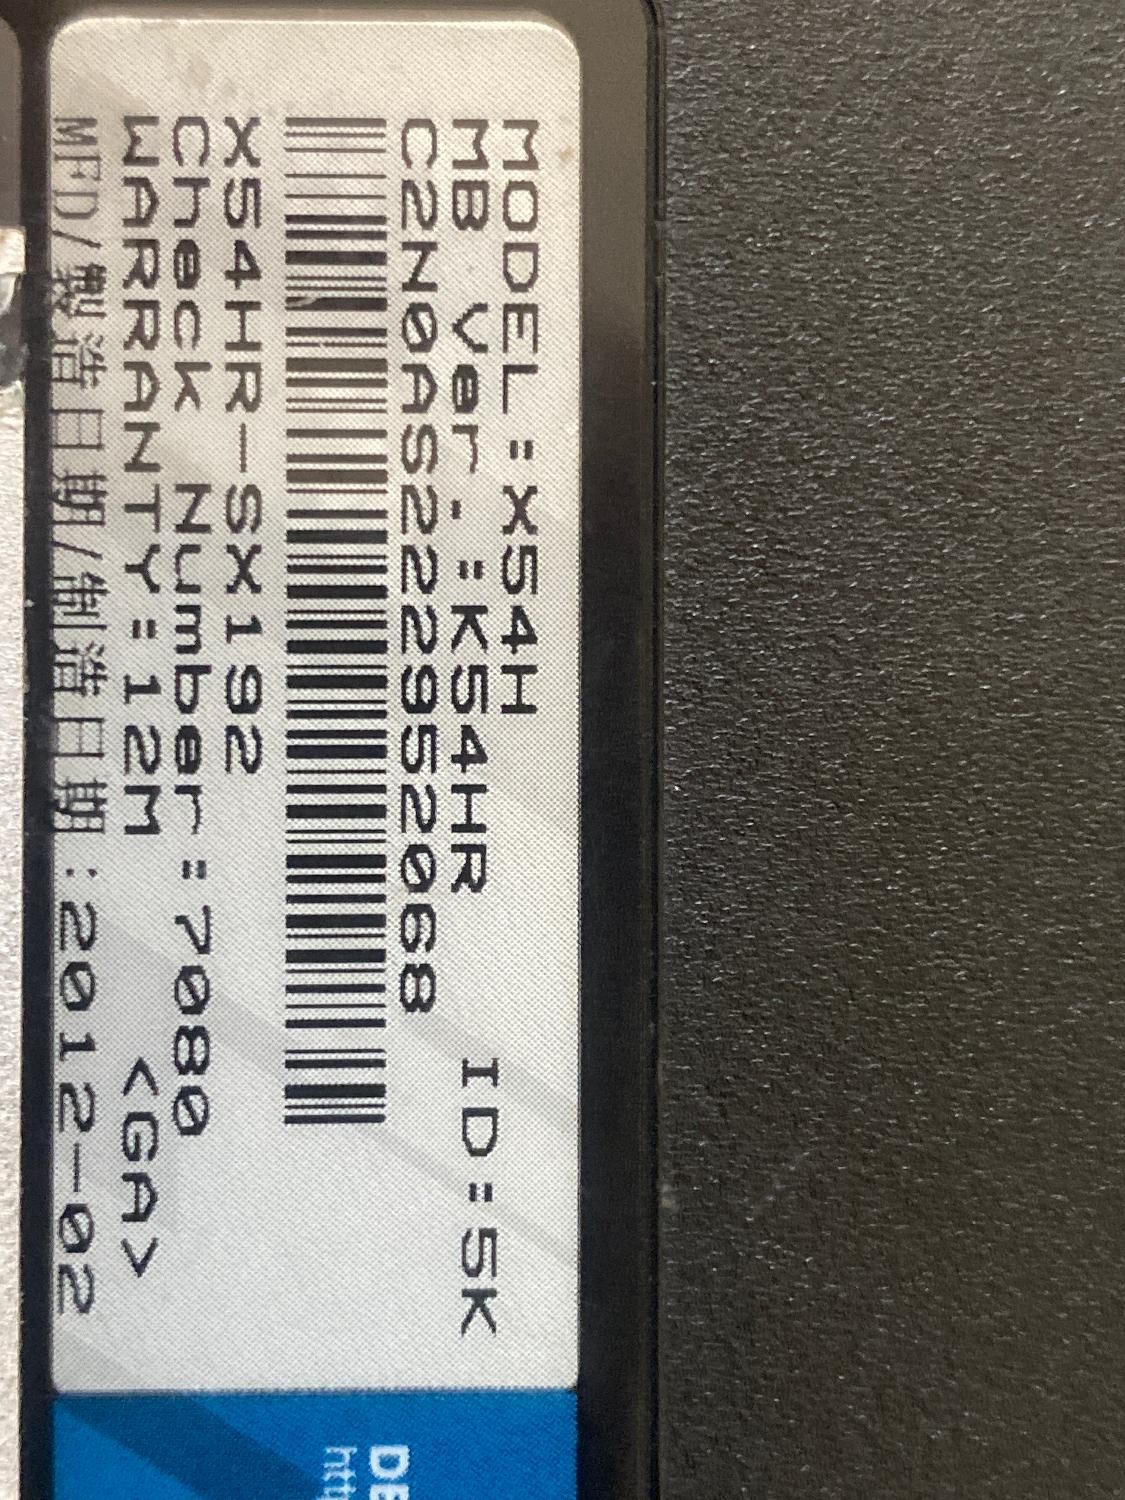 MODEL:X54H
MB Ver.:K54HR ID:5K
C2N0AS222952068
X54HR-SX192
Check Number:7080
WARRANTY:12M <GA>
MFD/製造日期/制造日期:2012-02